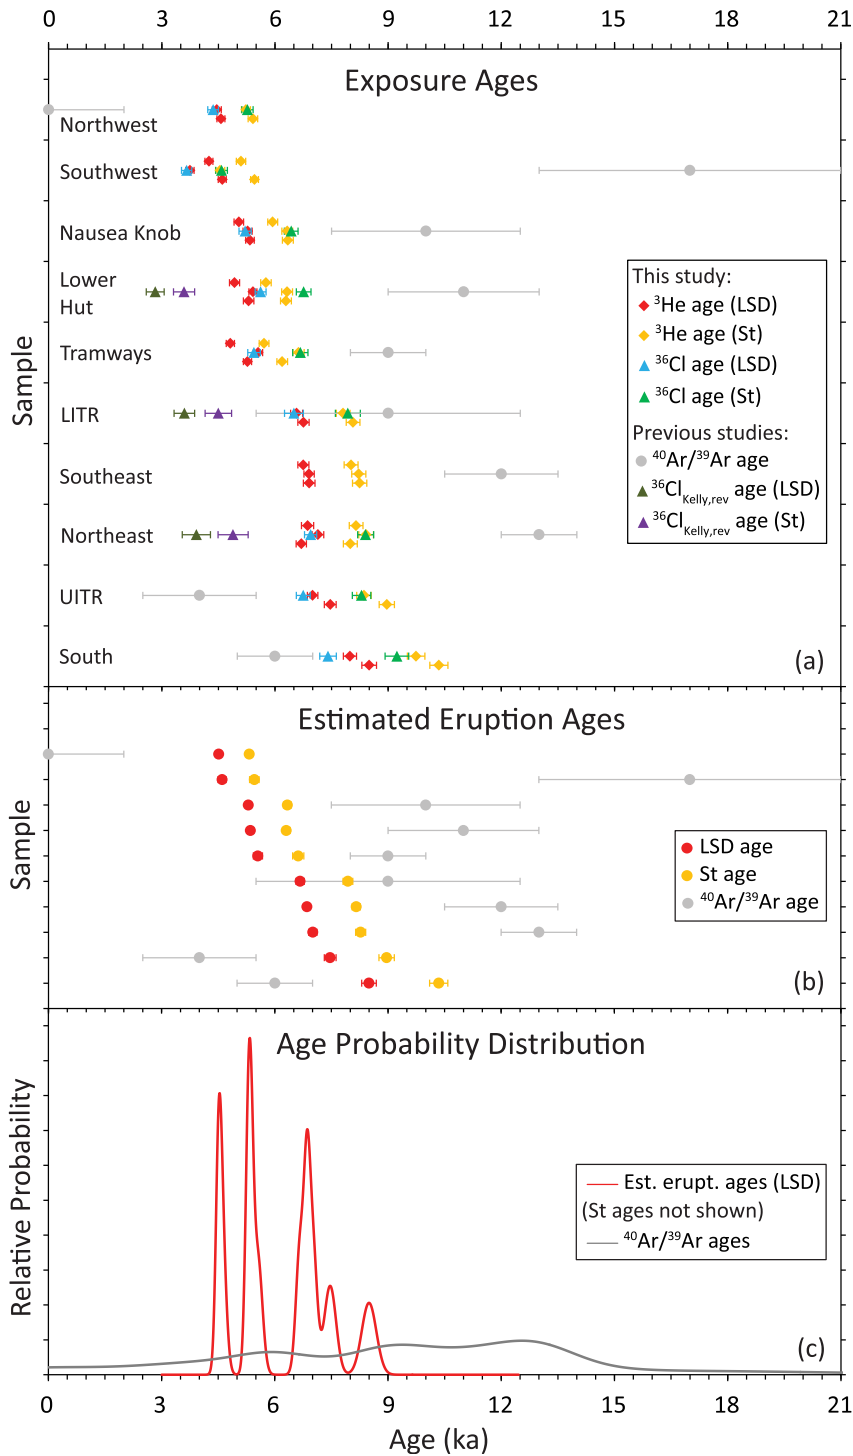 0 3 6 9 12 15 18 21
Exposure Ages
Northwest
Southwest
Nausea Knob
Lower
Hut
Tramways
LITR
Southeast
Northeast
UITR
South
Sample
This study:
³He age (LSD)
³He age (St)
³⁶Cl age (LSD)
³⁶Cl age (St)
Previous studies:
⁴⁰Ar/³⁹Ar age
³⁶Cl Kelly,rev age (LSD)
³⁶Cl Kelly,rev age (St)
(a)
Estimated Eruption Ages
Sample
LSD age
St age
⁴⁰Ar/³⁹Ar age
(b)
Age Probability Distribution
Relative Probability
Est. erupt. ages (LSD)
(St ages not shown)
⁴⁰Ar/³⁹Ar ages
(c)
0 3 6 9 12 15 18 21
Age (ka)